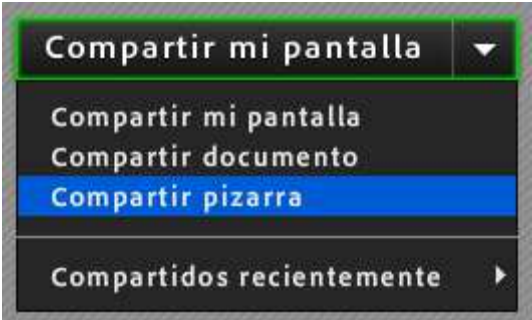 Compartir mi pantalla
Compartir mi pantalla
Compartir documento
Compartir pizarra
Compartidos recientemente